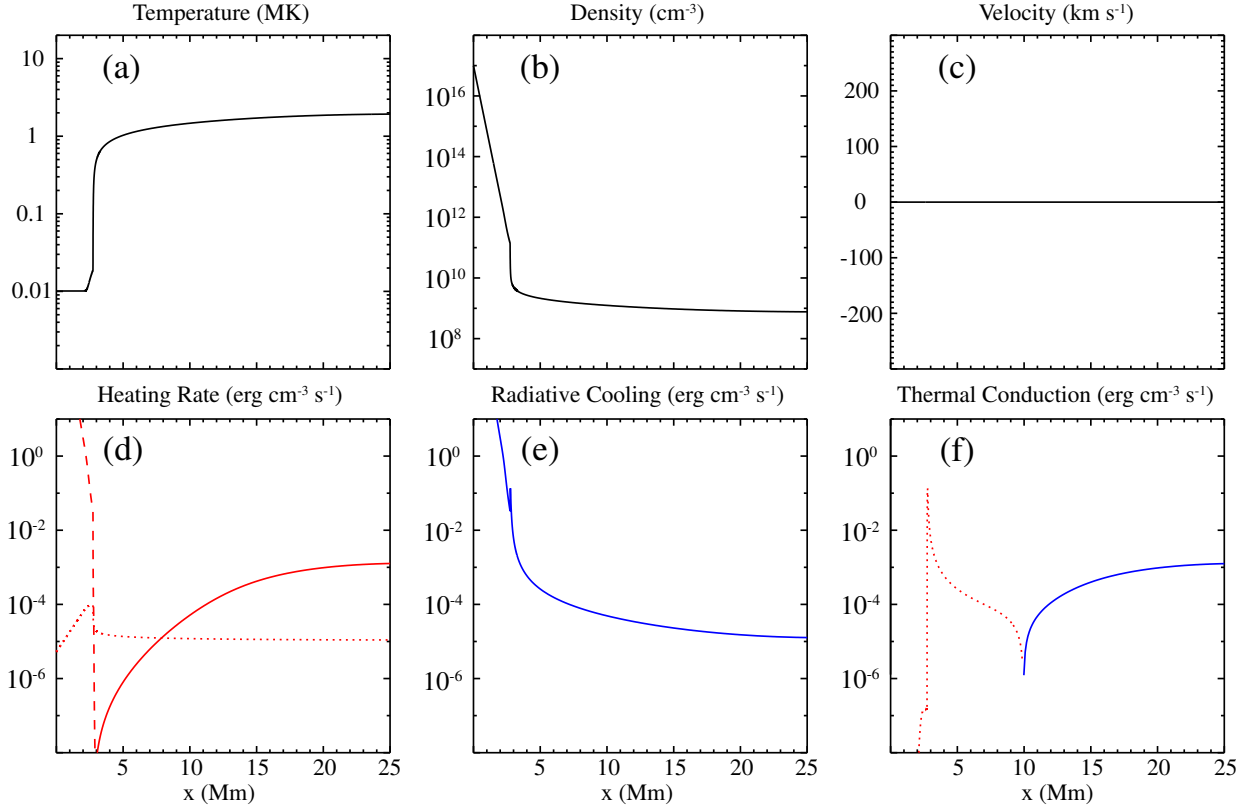 Temperature (MK)
Density (cm⁻³)
Velocity (km s⁻¹)
(a)
(b)
(c)
10
1
0.1
0.01
10¹⁶
10¹⁴
10¹²
10¹⁰
10⁸
200
100
0
-100
-200
Heating Rate (erg cm⁻³ s⁻¹)
Radiative Cooling (erg cm⁻³ s⁻¹)
Thermal Conduction (erg cm⁻³ s⁻¹)
(d)
(e)
(f)
10⁰
10⁻²
10⁻⁴
10⁻⁶
10⁰
10⁻²
10⁻⁴
10⁻⁶
10⁰
10⁻²
10⁻⁴
10⁻⁶
5 10 15 20 25
5 10 15 20 25
5 10 15 20 25
x (Mm)
x (Mm)
x (Mm)